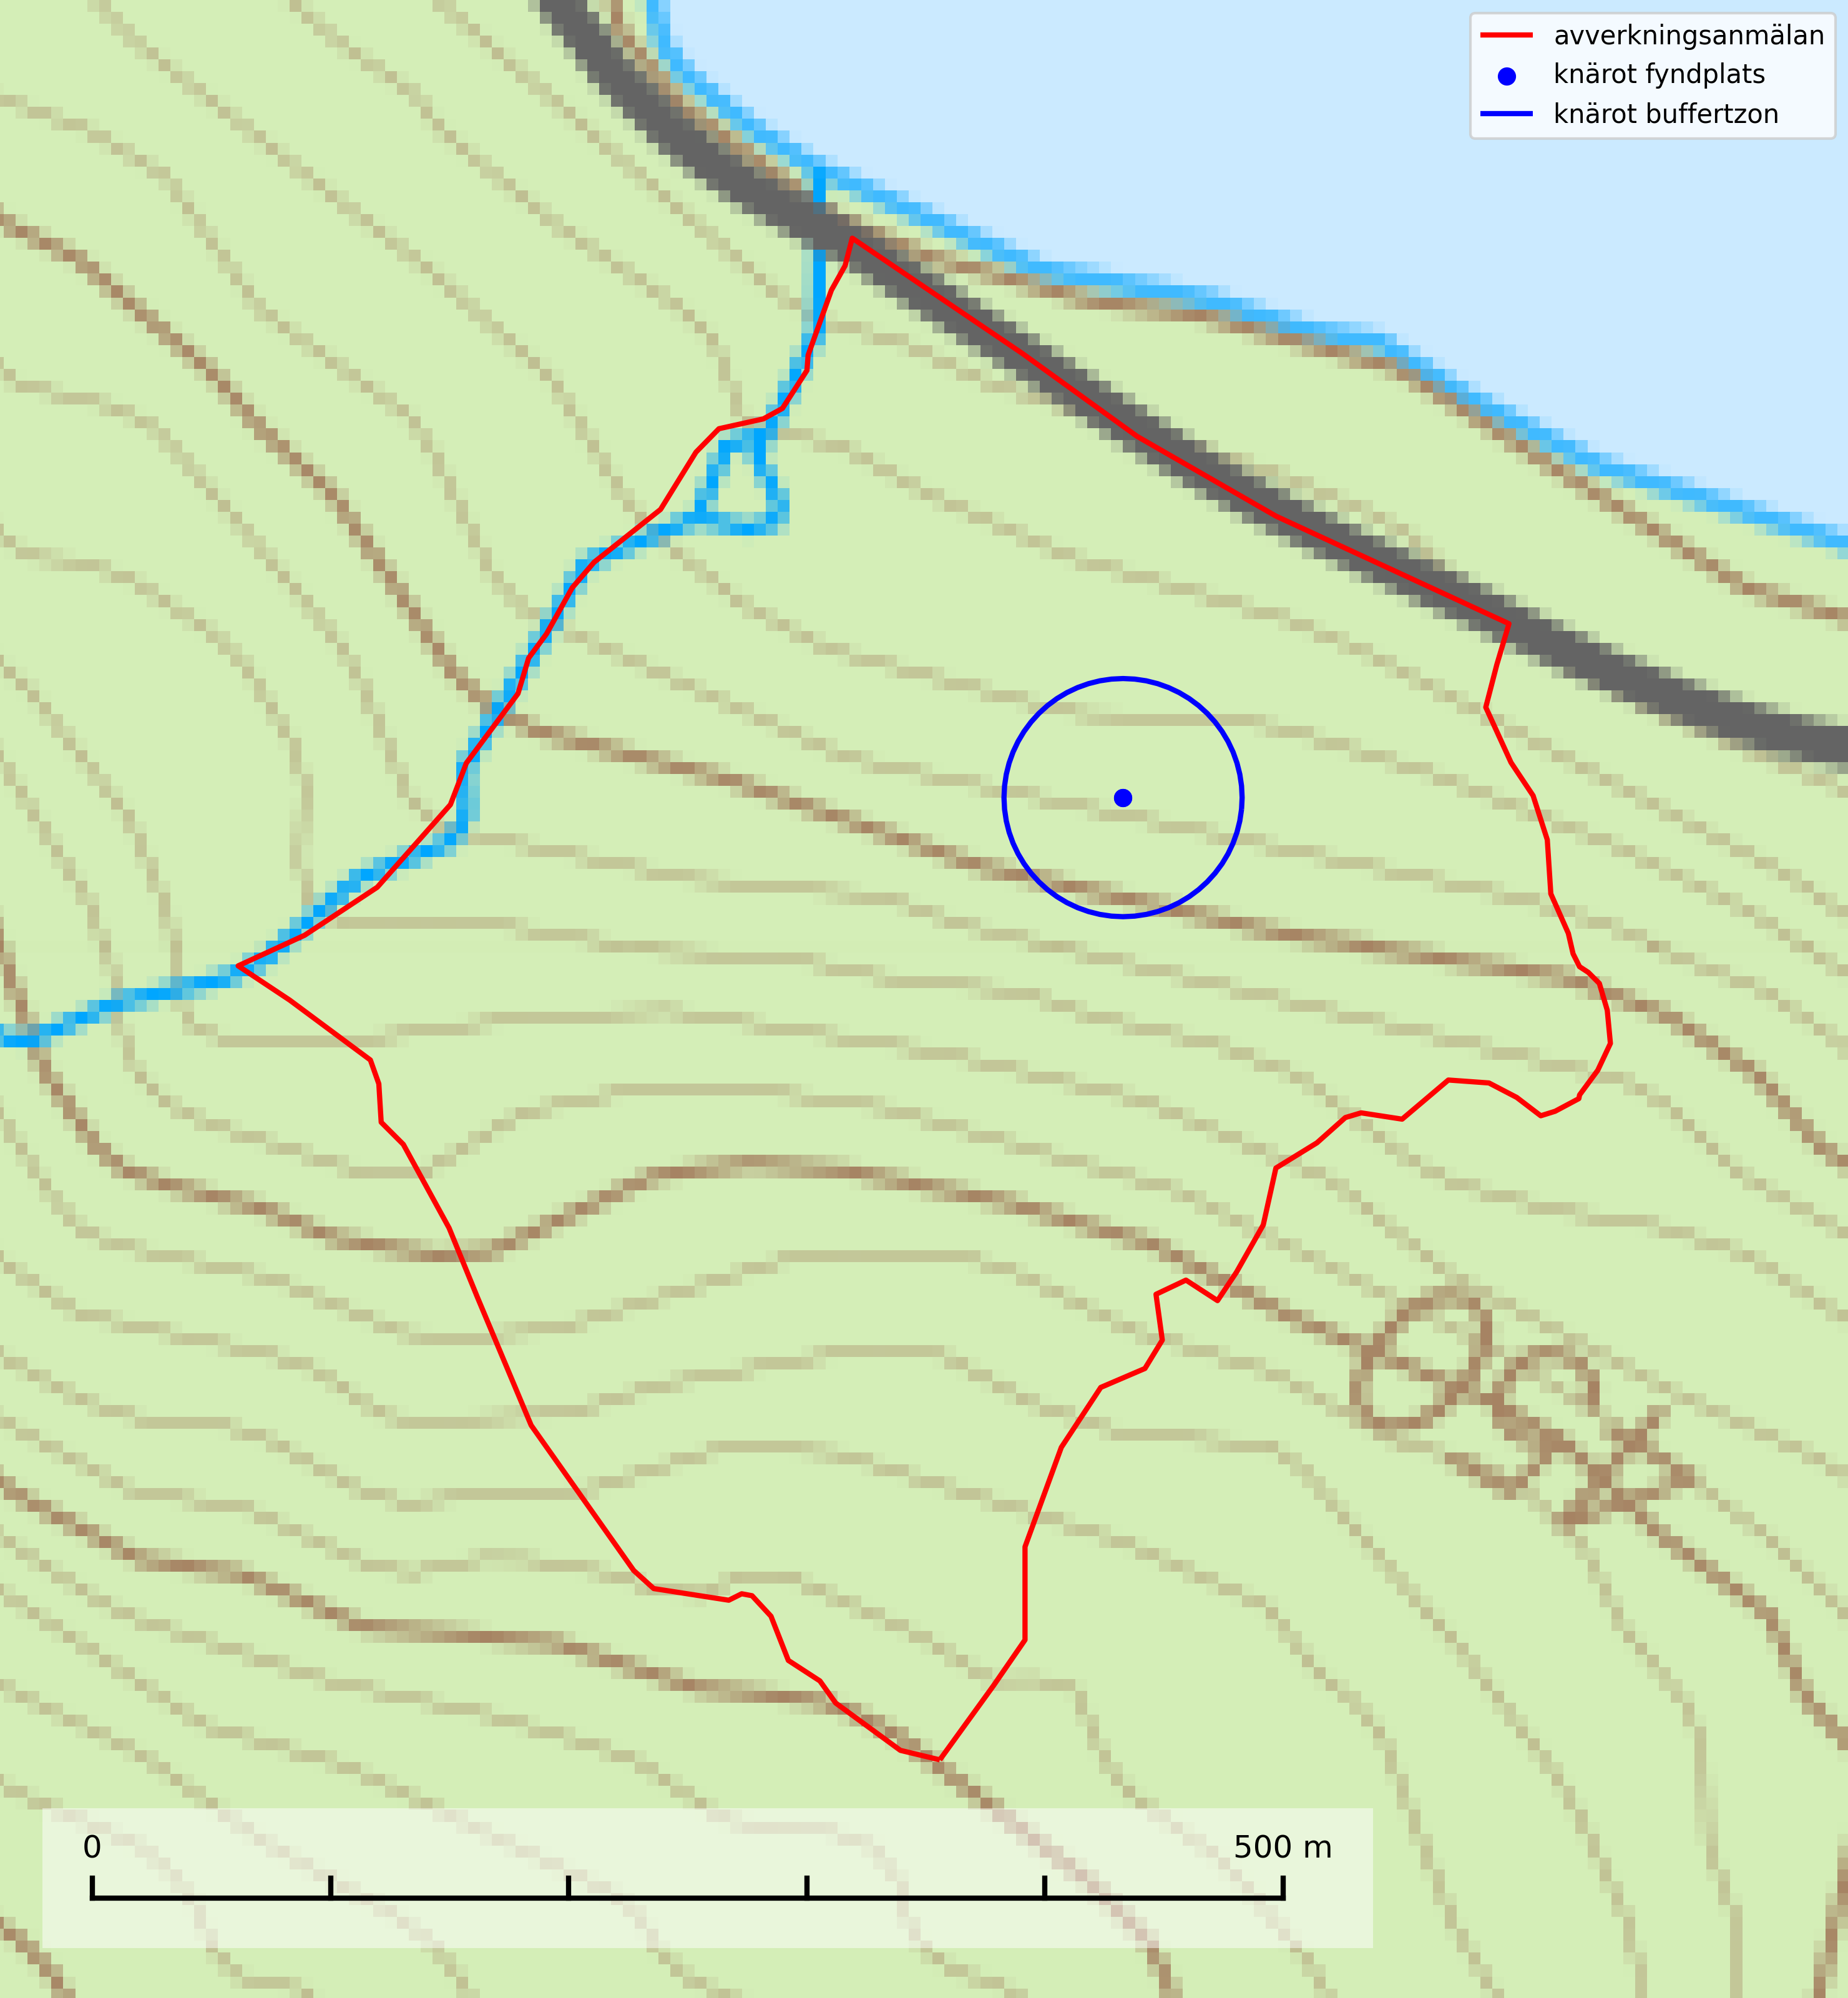 avverkningsanmälan
knärot fyndplats
knärot buffertzon
0
500 m